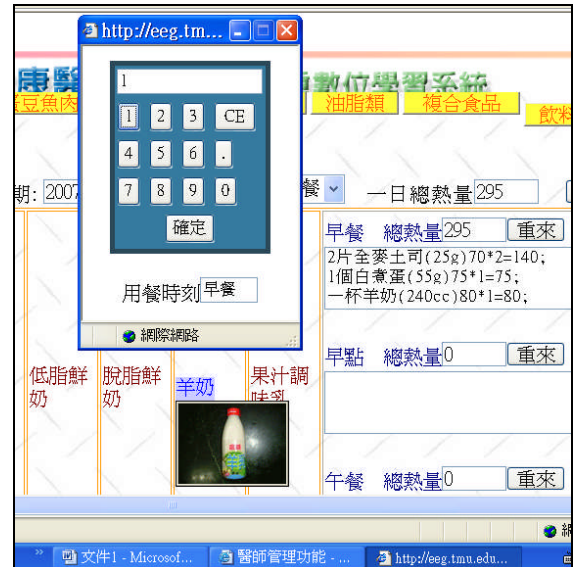 http://eeg.tm...
1
1 2 3 CE
4 5 6 .
7 8 9 0
確定
用餐時刻 早餐
網際網路
康醫
數位學習系統
蛋豆魚肉
油脂類 複合食品 飲料
期: 2007
餐 一日總熱量 295
早餐 總熱量 295 重來
2片全麥土司(25g)70*2=140;
1個白煮蛋(55g)75*1=75;
一杯羊奶(240cc)80*1=80;
早點 總熱量 0 重來
低脂鮮奶
脫脂鮮奶
羊奶
果汁調味乳
午餐 總熱量 0 重來
文件1 - Microsof...
醫師管理功能 - ...
http://eeg.tmu.edu...